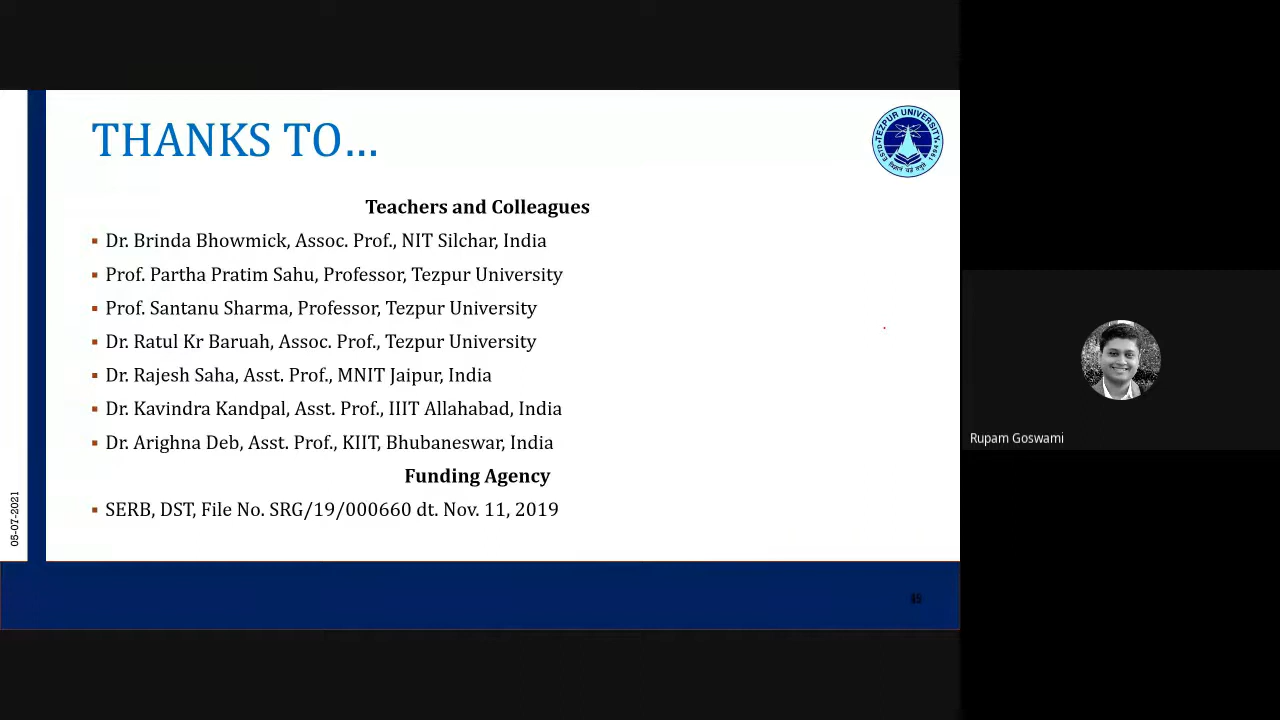 THANKS TO...
TEZPUR UNIVERSITY
Teachers and Colleagues
▪ Dr. Brinda Bhowmick, Assoc. Prof., NIT Silchar, India
▪ Prof. Partha Pratim Sahu, Professor, Tezpur University
▪ Prof. Santanu Sharma, Professor, Tezpur University
▪ Dr. Ratul Kr Baruah, Assoc. Prof., Tezpur University
▪ Dr. Rajesh Saha, Asst. Prof., MNIT Jaipur, India
▪ Dr. Kavindra Kandpal, Asst. Prof., IIIT Allahabad, India
▪ Dr. Arighna Deb, Asst. Prof., KIIT, Bhubaneswar, India
Funding Agency
▪ SERB, DST, File No. SRG/19/000660 dt. Nov. 11, 2019
Rupam Goswami